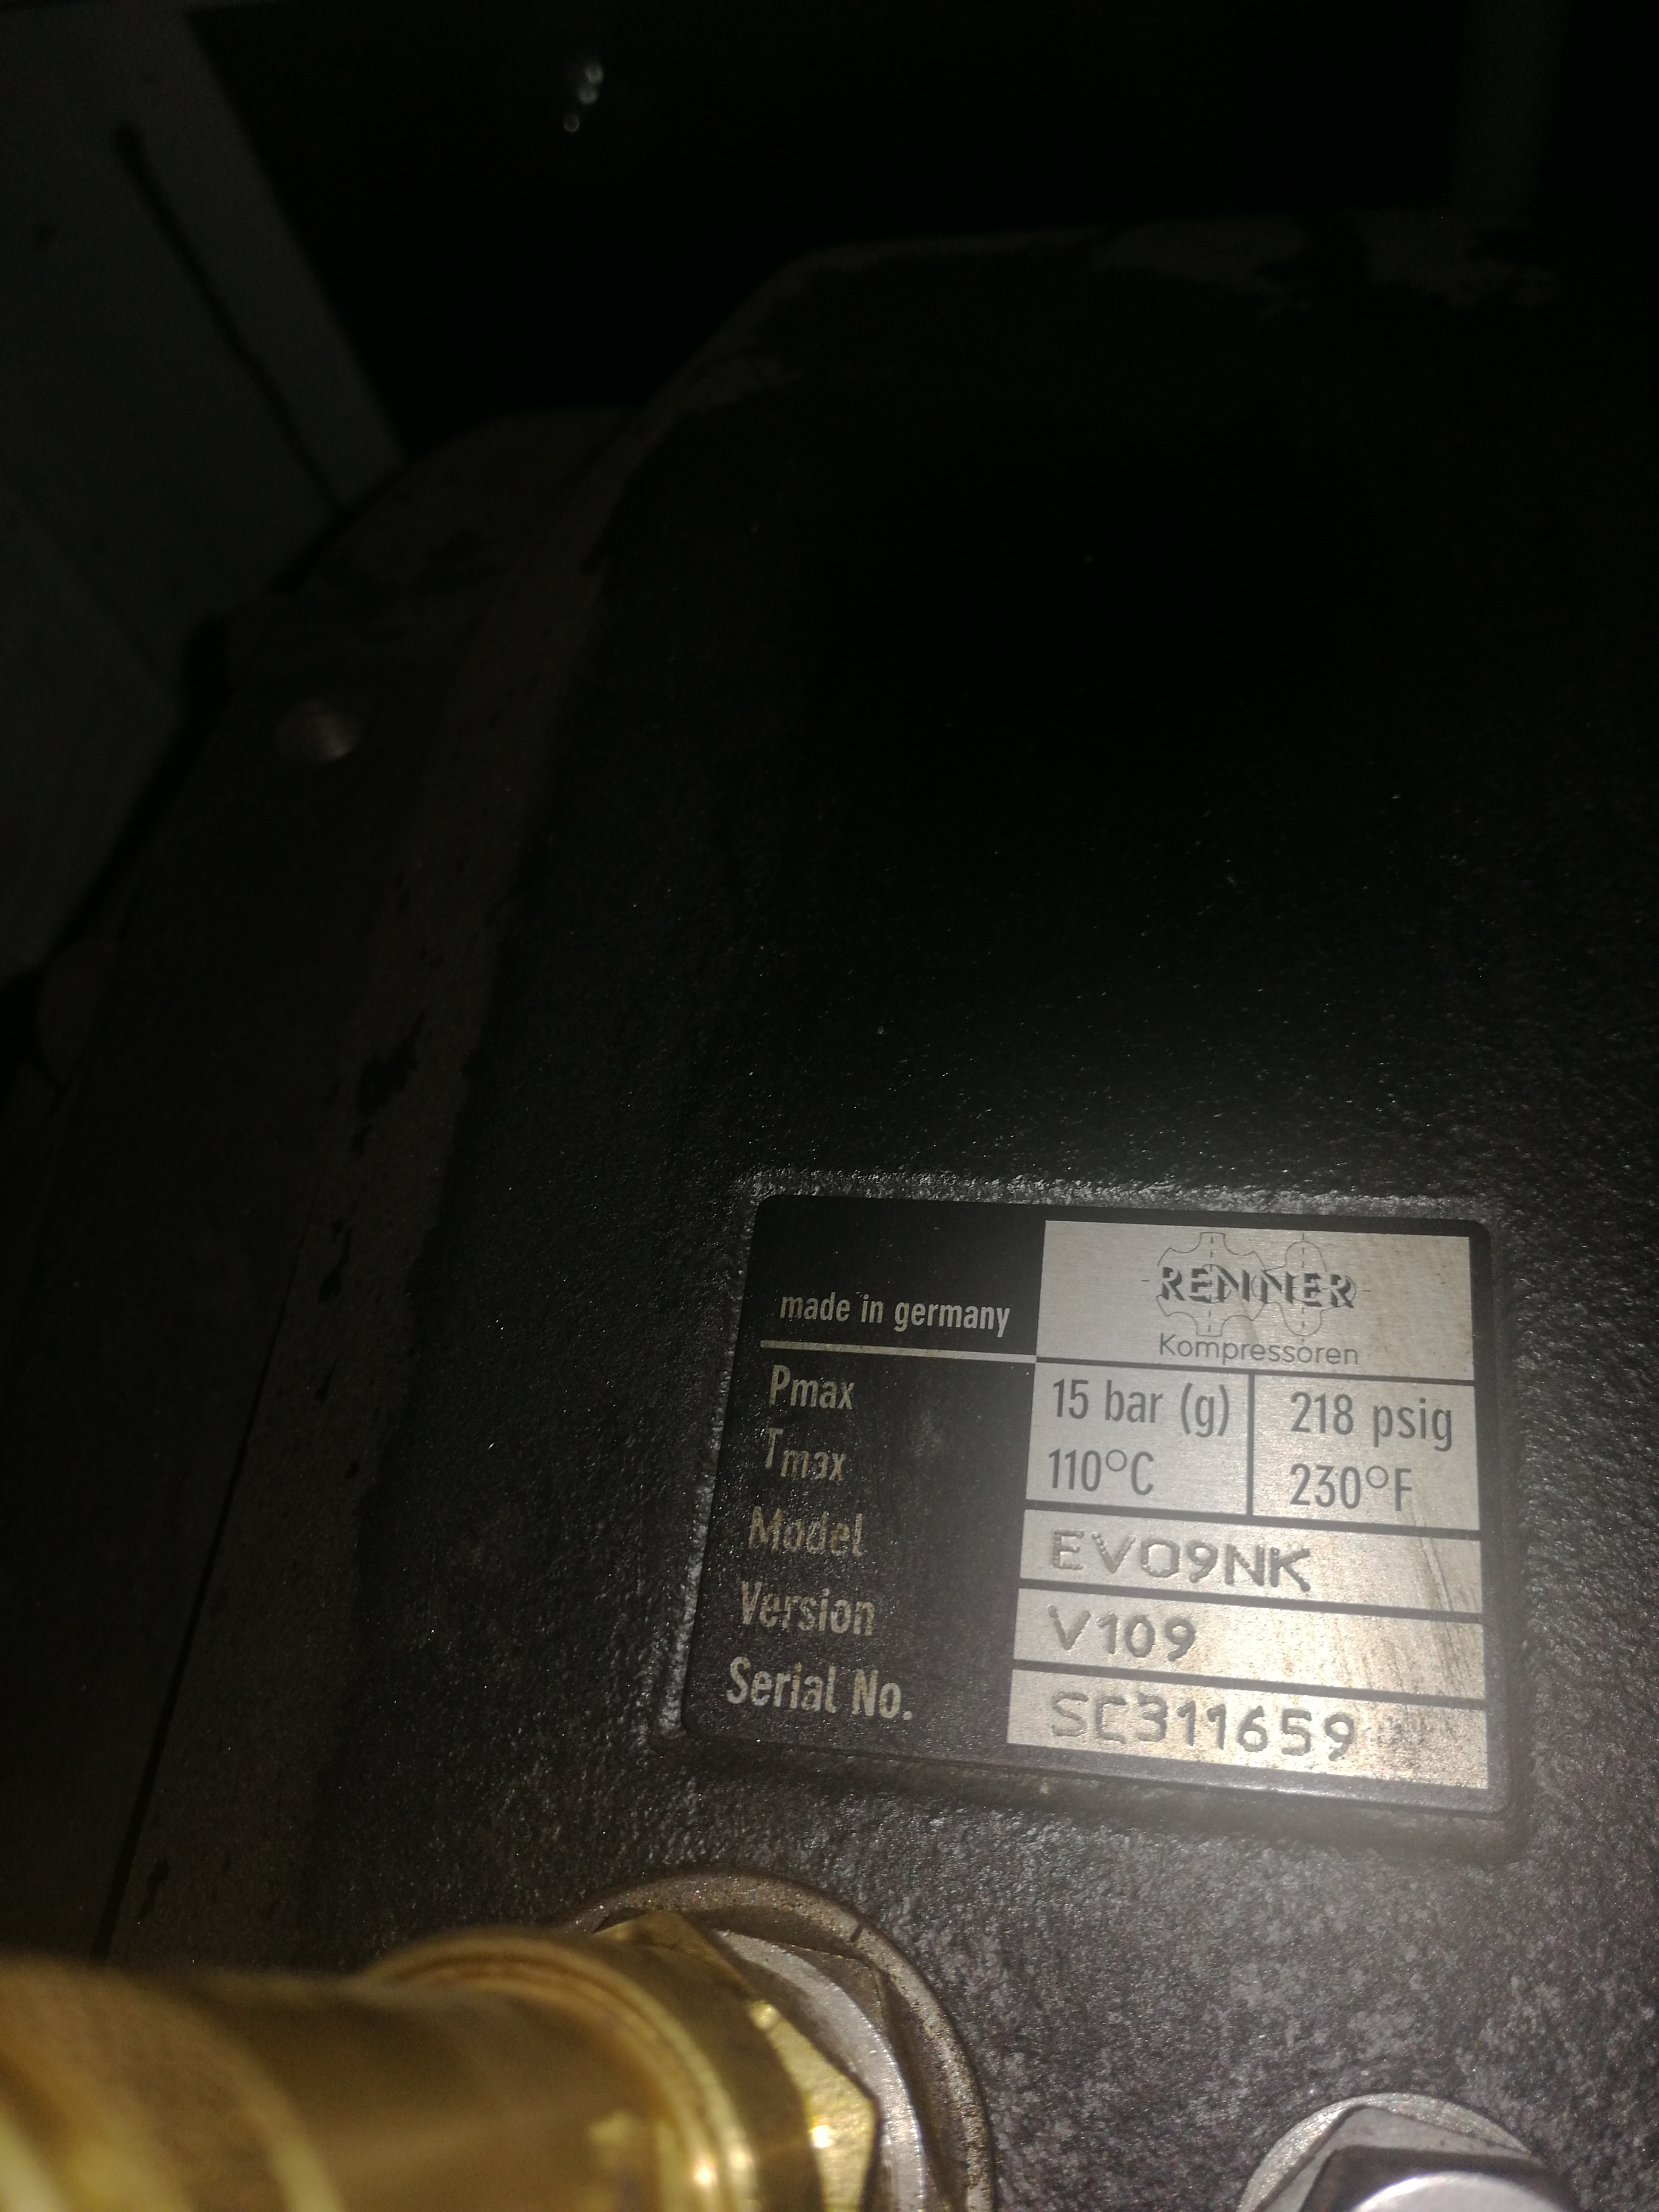 RENNER
Kompressoren
made in germany
Pmax 15 bar (g) 218 psig
Tmax 110°C 230°F
Model EVO9NK
Version V109
Serial No. SC311659